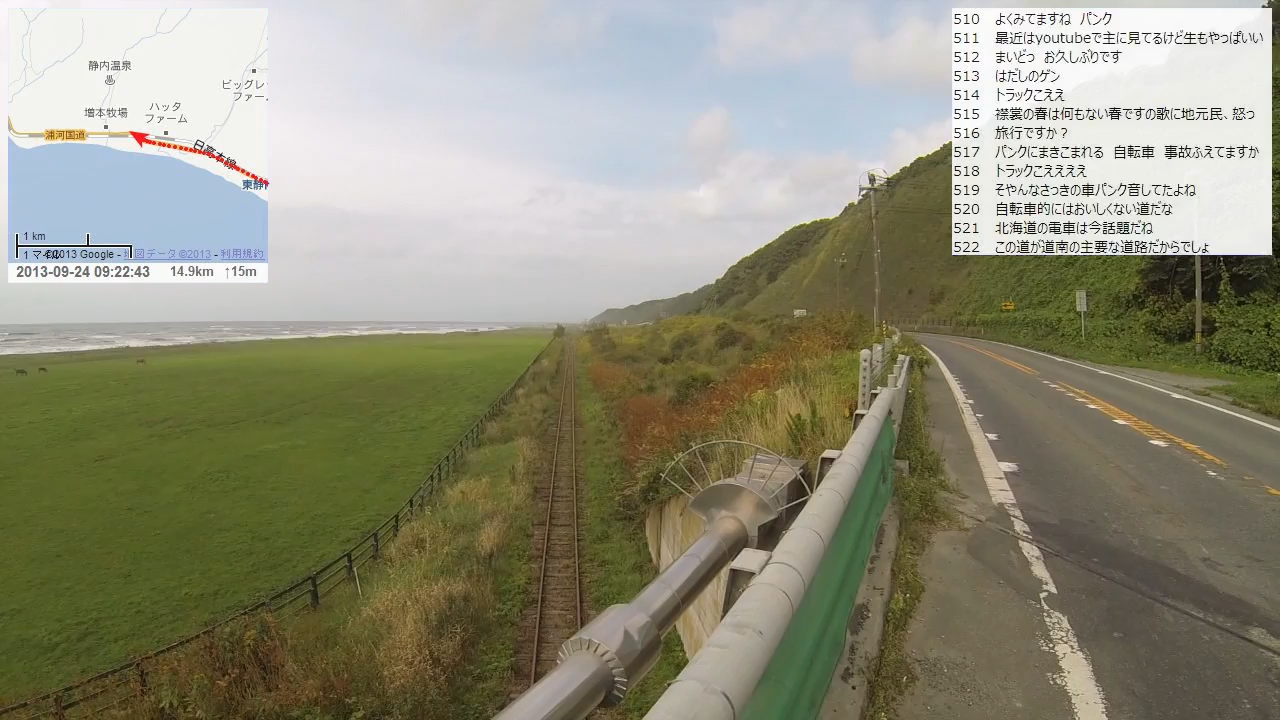 静内温泉
ビッグレ
ファー
増本牧場
ハッタ
ファーム
浦河国道
日高本線
東静
1 km
1 マイル
©2013 Google -
図データ ©2013 - 利用規約
2013-09-24 09:22:43 14.9km ↑15m
510 よくみてますね パンク
511 最近はyoutubeで主に見てるけど生もやっぱいい
512 まいどっ お久しぶりです
513 はだしのゲン
514 トラックこええ
515 襟裳の春は何もない春ですの歌に地元民、怒っ
516 旅行ですか？
517 パンクにまきこまれる 自転車 事故ふえてますか
518 トラックこええええ
519 そやんなさっきの車パンク音してたよね
520 自転車的にはおいしくない道だな
521 北海道の電車は今話題だね
522 この道が道南の主要な道路だからでしょ